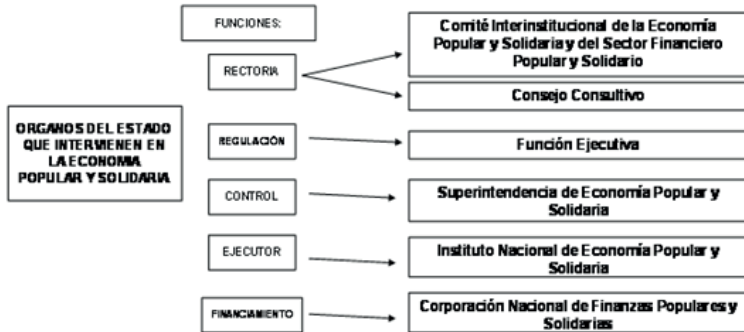 FUNCIONES:
Comité Interinstitucional de la Economía
Popular y Solidaria y del Sector Financiero
Popular y Solidario
RECTORIA
Consejo Consultivo
ORGANOS DEL ESTADO
QUE INTERVIENEN EN
LA ECONOMIA
POPULAR Y SOLIDARIA
REGULACIÓN
Función Ejecutiva
CONTROL
Superintendencia de Economía Popular y
Solidaria
EJECUTOR
Instituto Nacional de Economía Popular y
Solidaria
FINANCIAMIENTO
Corporación Nacional de Finanzas Populares y
Solidarias